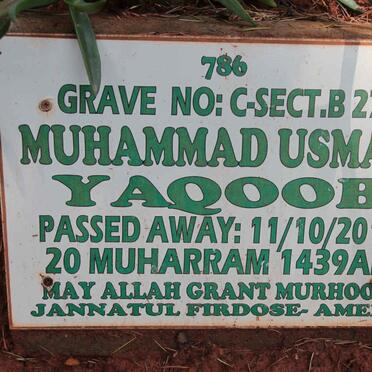 786
GRAVE NO: C-SECT.B 2
MUHAMMAD USMA
YAQOOB
PASSED AWAY: 11/10/201
20 MUHARRAM 1439A
MAY ALLAH GRANT MURHOO
JANNATUL FIRDOSE- AME